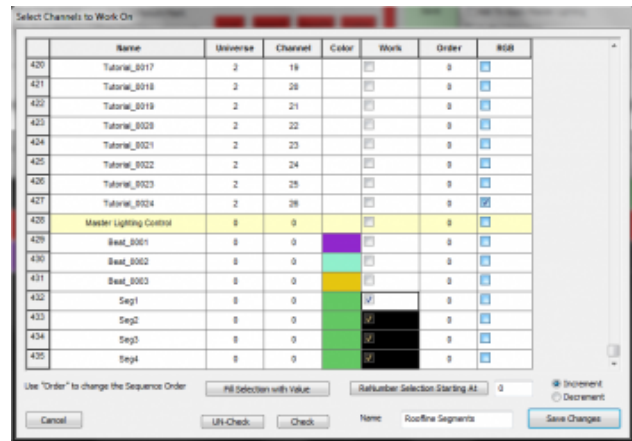 Select Channels to Work On
Name Universe Channel Color Work Order RGB
420 Tutorial_0017 2 19 0
421 Tutorial_0018 2 20 0
422 Tutorial_0019 2 21 0
423 Tutorial_0020 2 22 0
424 Tutorial_0021 2 23 0
425 Tutorial_0022 2 24 0
426 Tutorial_0023 2 25 0
427 Tutorial_0024 2 26 0
428 Master Lighting Control 0 0 0
429 Beat_0001 0 0 0
430 Beat_0002 0 0 0
431 Beat_0003 0 0 0
432 Seg1 0 0 0
433 Seg2 0 0 0
434 Seg3 0 0 0
435 Seg4 0 0 0
Use "Order" to change the Sequence Order Fill Selection with Value ReNumber Selection Starting At 0 Increment
Decrement
Cancel UN-Check Check Name Roofline Segments Save Changes